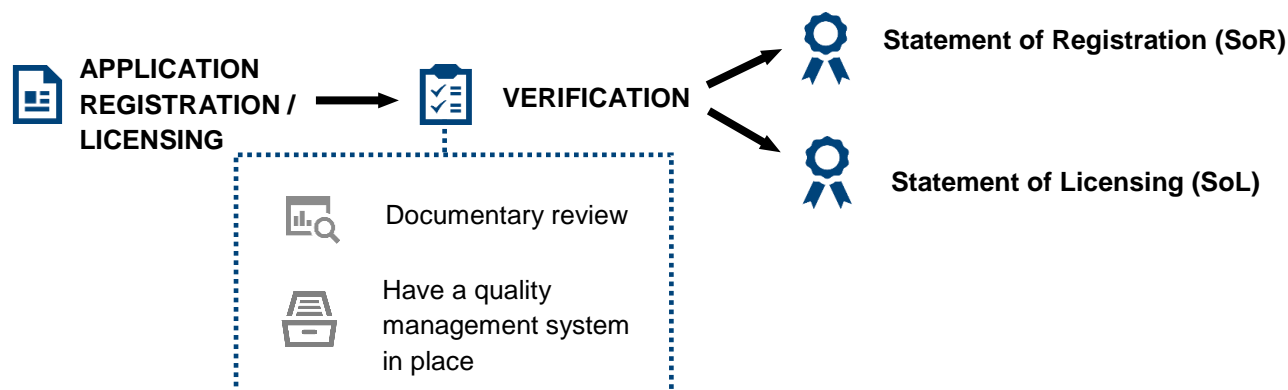 APPLICATION
REGISTRATION /
LICENSING
VERIFICATION
Statement of Registration (SoR)
Statement of Licensing (SoL)
Documentary review
Have a quality
management system
in place